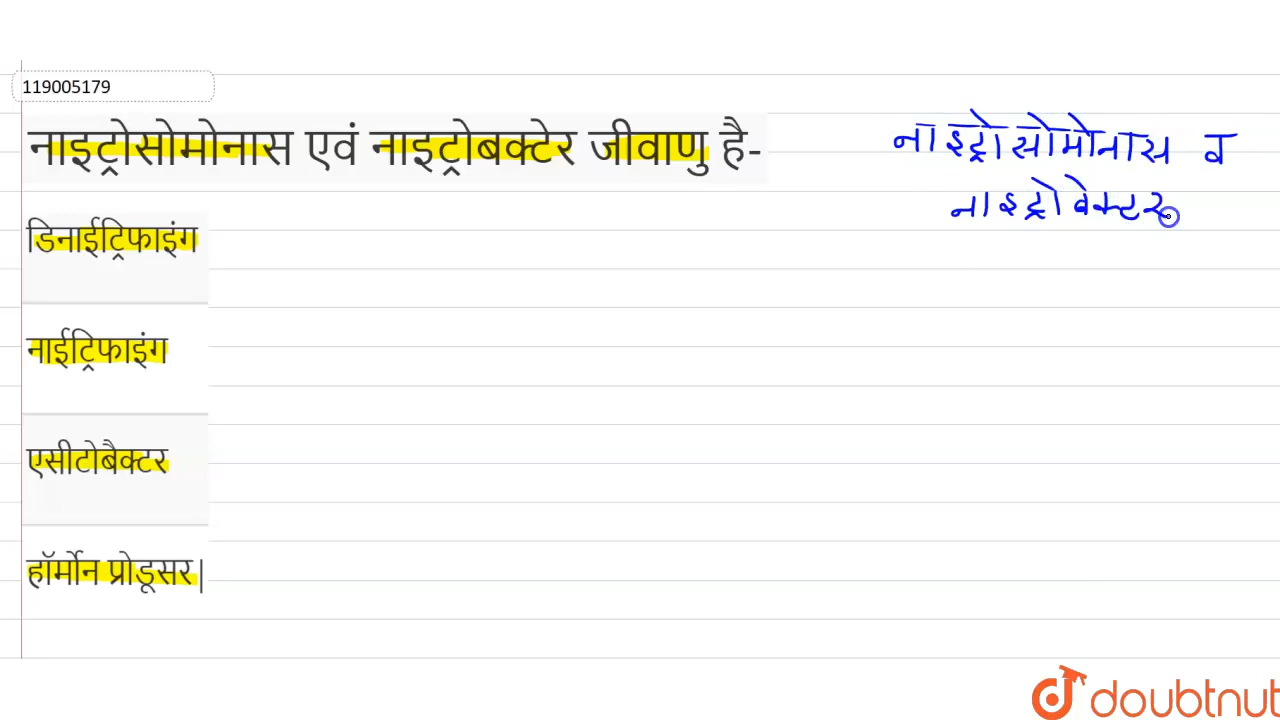 119005179
नाइट्रोसोमोनास एवं नाइट्रोबक्टेर जीवाणु है-
नाइट्रोसोमोनास व
नाइट्रोबेक्टर
डिनाईट्रिफाइंग
नाईट्रिफाइंग
एसीटोबैक्टर
हॉर्मोन प्रोडूसर|
doubtnut